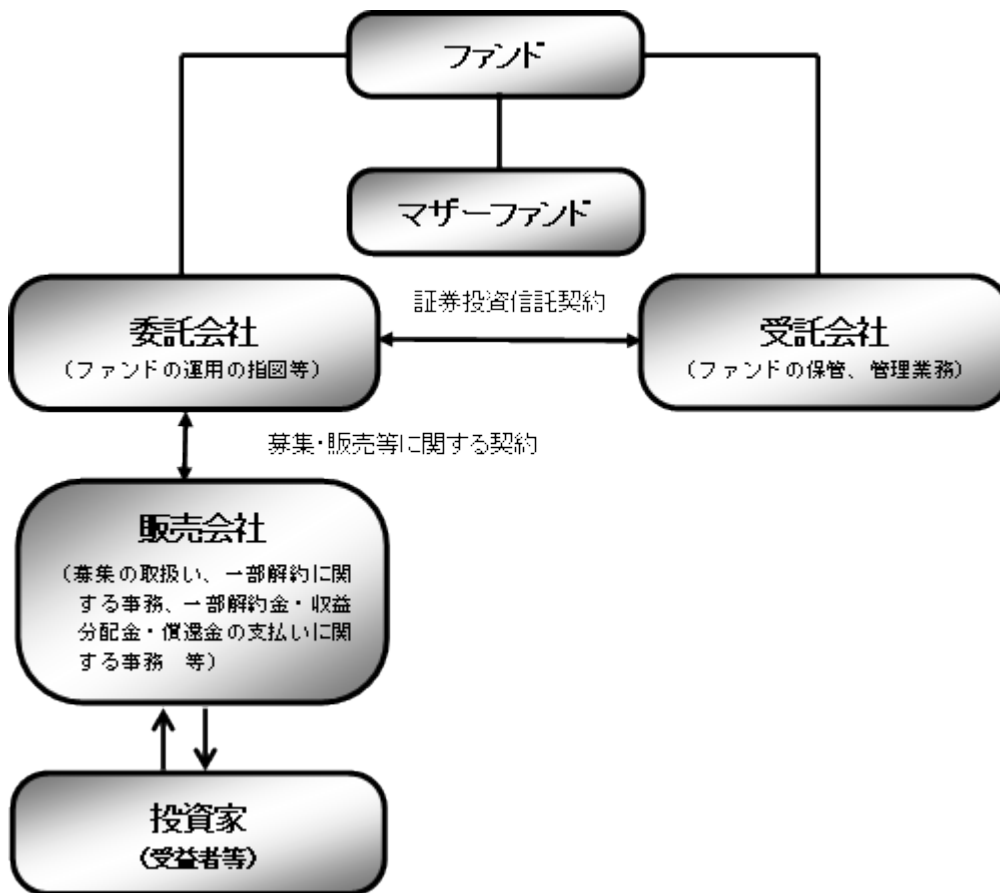 ファンド
マザーファンド
証券投資信託契約
委託会社
（ファンドの運用の指図等）
受託会社
（ファンドの保管、管理業務）
募集・販売等に関する契約
販売会社
（募集の取扱い、一部解約に関
する事務、一部解約金・収益
分配金・償還金の支払いに関
する事務　等）
投資家
（受益者等）